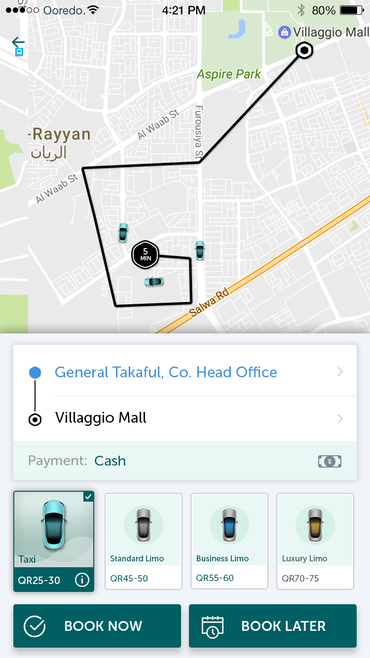 Ooredo.
4:21 PM
80%
Villaggio Mall
Aspire Park
-Rayyan
الريان
Al Waab St
Furousiya S
Al Waab St
5
MIN
Salwa Rd
General Takaful, Co. Head Office
Villaggio Mall
Payment: Cash
Taxi
QR25-30
Standard Limo
QR45-50
Business Limo
QR55-60
Luxury Limo
QR70-75
BOOK NOW
BOOK LATER